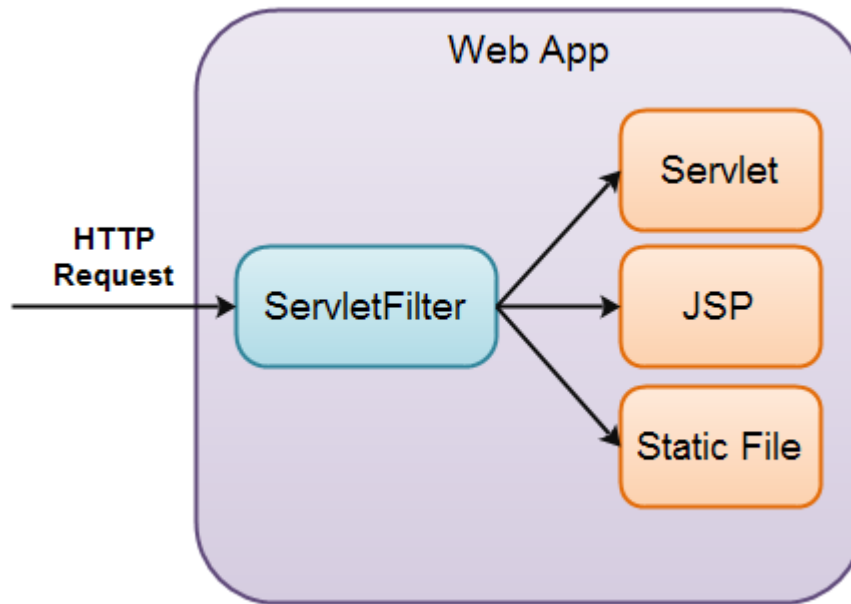 Web App
HTTP
Request
ServletFilter
Servlet
JSP
Static File